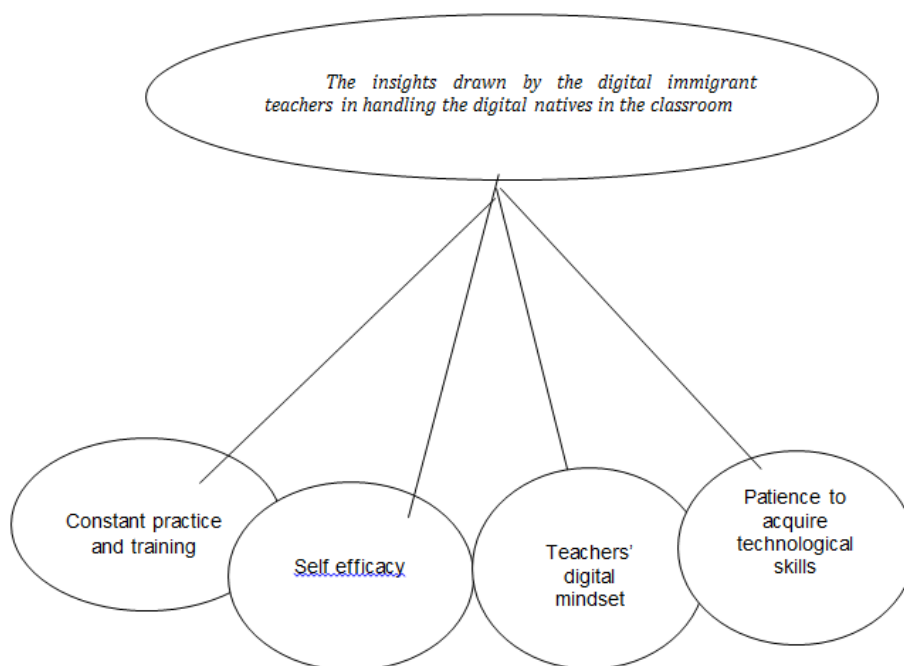 The insights drawn by the digital immigrant
teachers in handling the digital natives in the classroom
Constant practice
and training
Self efficacy
Teachers’
digital
mindset
Patience to
acquire
technological
skills